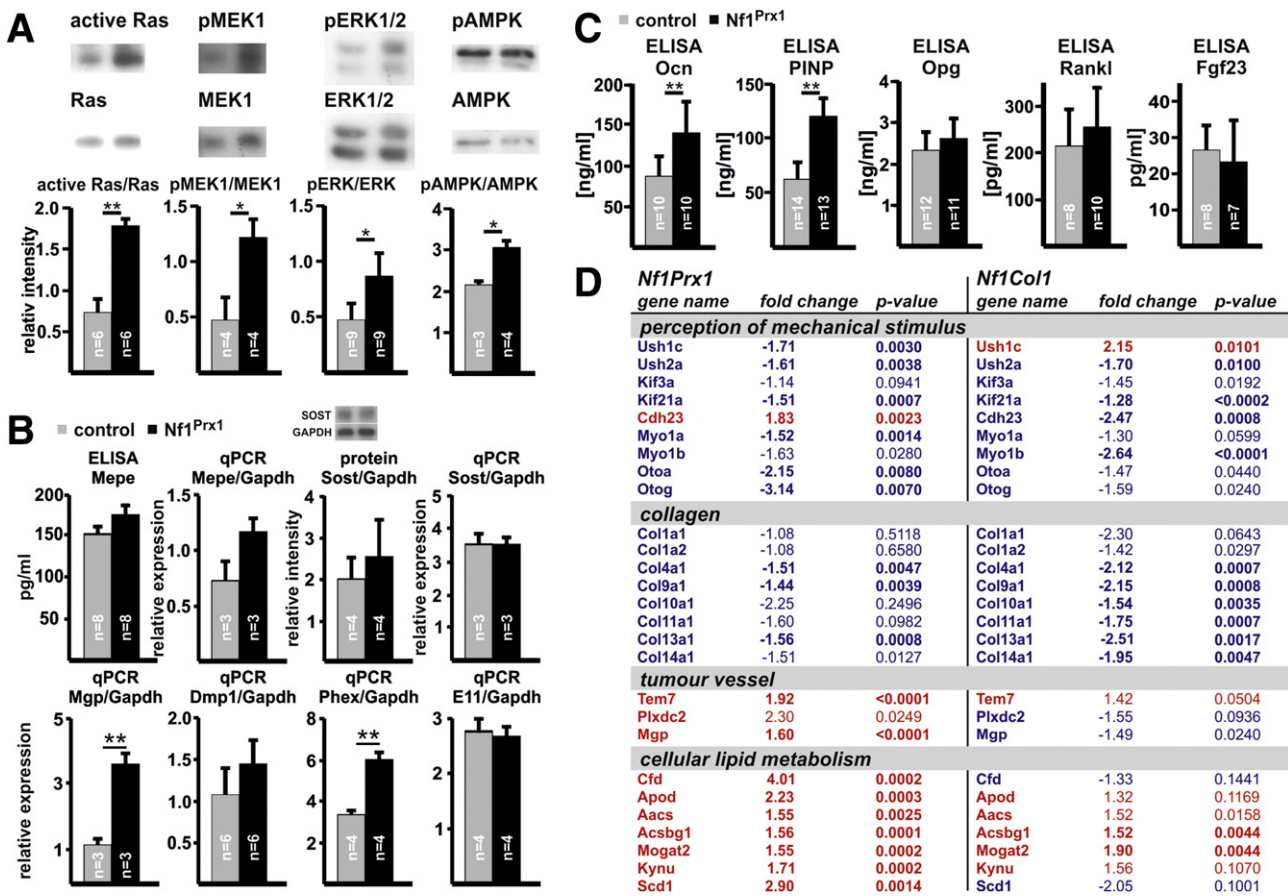 A
active Ras pMEK1 pERK1/2 pAMPK
Ras MEK1 ERK1/2 AMPK
active Ras/Ras pMEK1/MEK1 pERK/ERK pAMPK/AMPK
relativ intensity
2.0
1.5
1.0
0.5
**
n=6
n=6
1.5
1.0
0.5
*
n=4
n=4
1.5
1.0
0.5
*
n=9
n=9
4
3
2
1
*
n=3
n=4
B
control Nf1Prx1
SOST
GAPDH
ELISA
Mepe
pg/ml
200
150
100
50
n=8
n=8
qPCR
Mepe/Gapdh
relative expression
1.5
1.0
0.5
n=3
n=3
protein
Sost/Gapdh
relative intensity
4
3
2
1
n=4
n=4
qPCR
Sost/Gapdh
relative expression
5
4
3
2
1
n=3
n=3
qPCR
Mgp/Gapdh
relative expression
5
3
1
**
n=3
n=3
qPCR
Dmp1/Gapdh
2.0
1.5
1.0
0.5
n=6
n=6
qPCR
Phex/Gapdh
8
6
4
2
**
n=4
n=4
qPCR
E11/Gapdh
3
2
1
n=4
n=4
C
control Nf1Prx1
ELISA
Ocn
[ng/ml]
200
150
100
50
**
n=10
n=10
ELISA
PINP
[ng/ml]
150
100
50
**
n=14
n=13
ELISA
Opg
[ng/ml]
4
3
2
1
n=12
n=11
ELISA
Rankl
[pg/ml]
300
200
100
n=8
n=10
ELISA
Fgf23
pg/ml]
40
30
20
10
n=8
n=7
D
Nf1Prx1 Nf1Col1
gene name fold change p-value gene name fold change p-value
perception of mechanical stimulus
Ush1c -1.71 0.0030 Ush1c 2.15 0.0101
Ush2a -1.61 0.0038 Ush2a -1.70 0.0100
Kif3a -1.14 0.0941 Kif3a -1.45 0.0192
Kif21a -1.51 0.0007 Kif21a -1.28 <0.0002
Cdh23 1.83 0.0023 Cdh23 -2.47 0.0008
Myo1a -1.52 0.0014 Myo1a -1.30 0.0599
Myo1b -1.63 0.0280 Myo1b -2.64 <0.0001
Otoa -2.15 0.0080 Otoa -1.47 0.0440
Otog -3.14 0.0070 Otog -1.59 0.0240
collagen
Col1a1 -1.08 0.5118 Col1a1 -2.30 0.0643
Col1a2 -1.08 0.6580 Col1a2 -1.42 0.0297
Col4a1 -1.51 0.0047 Col4a1 -2.12 0.0007
Col9a1 -1.44 0.0039 Col9a1 -2.15 0.0008
Col10a1 -2.25 0.2496 Col10a1 -1.54 0.0035
Col11a1 -1.60 0.0982 Col11a1 -1.75 0.0007
Col13a1 -1.56 0.0008 Col13a1 -2.51 0.0017
Col14a1 -1.51 0.0127 Col14a1 -1.95 0.0047
tumour vessel
Tem7 1.92 <0.0001 Tem7 1.42 0.0504
Plxdc2 2.30 0.0249 Plxdc2 -1.55 0.0936
Mgp 1.60 <0.0001 Mgp -1.49 0.0240
cellular lipid metabolism
Cfd 4.01 0.0002 Cfd -1.33 0.1441
Apod 2.23 0.0003 Apod 1.32 0.1169
Aacs 1.55 0.0025 Aacs 1.52 0.0158
Acsbg1 1.56 0.0001 Acsbg1 1.52 0.0044
Mogat2 1.55 0.0002 Mogat2 1.90 0.0044
Kynu 1.71 0.0002 Kynu 1.56 0.1070
Scd1 2.90 0.0014 Scd1 -2.05 0.1001